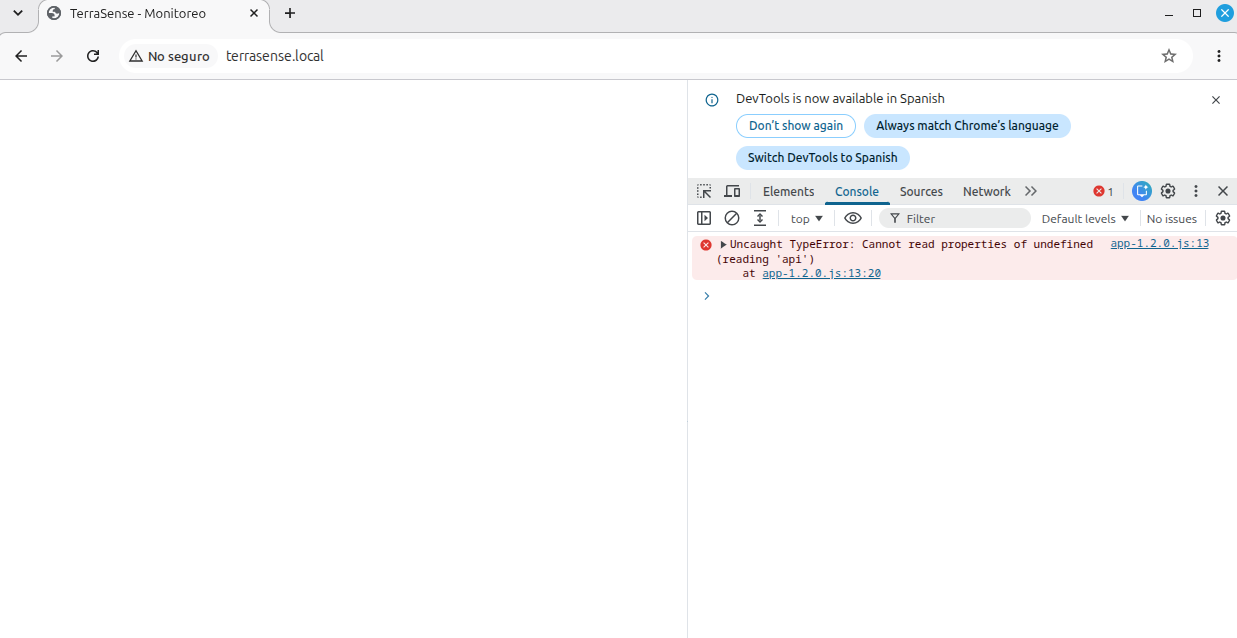 TerraSense - Monitoreo
No seguro terrasense.local
DevTools is now available in Spanish
Don't show again Always match Chrome's language
Switch DevTools to Spanish
Elements Console Sources Network 1
top Filter Default levels No issues
Uncaught TypeError: Cannot read properties of undefined app-1.2.0.js:13
(reading 'api')
at app-1.2.0.js:13:20